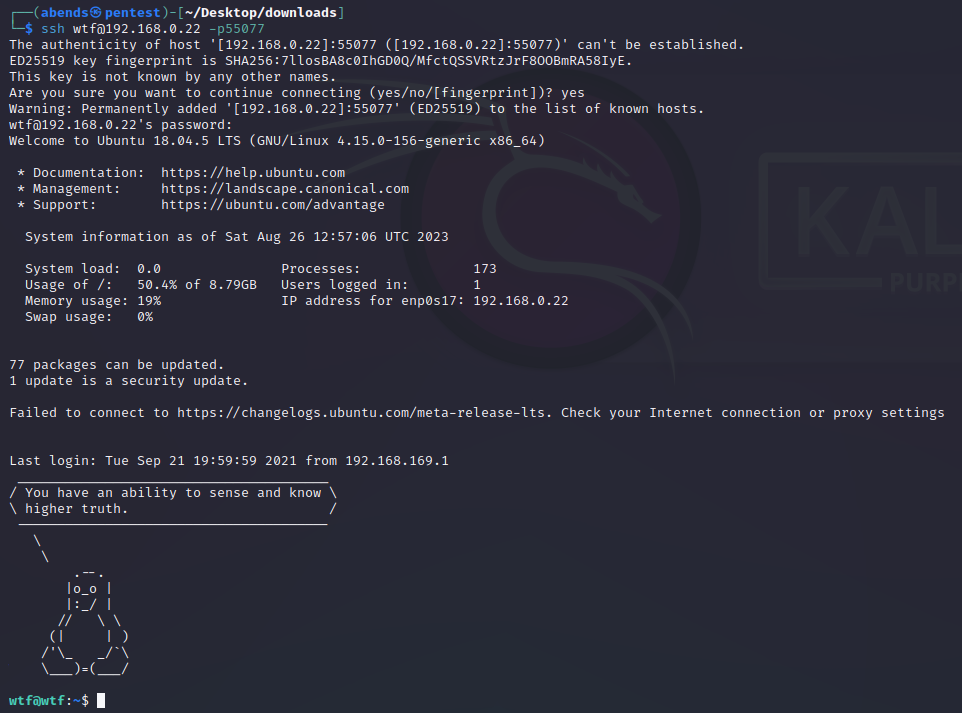 ┌──(abends㉿pentest)-[~/Desktop/downloads]
└─$ ssh wtf@192.168.0.22 -p55077
The authenticity of host '[192.168.0.22]:55077 ([192.168.0.22]:55077)' can't be established.
ED25519 key fingerprint is SHA256:7llosBA8c0IhGD0Q/MfctQSSVRtzJrF8OOBmRA58IyE.
This key is not known by any other names.
Are you sure you want to continue connecting (yes/no/[fingerprint])? yes
Warning: Permanently added '[192.168.0.22]:55077' (ED25519) to the list of known hosts.
wtf@192.168.0.22's password:
Welcome to Ubuntu 18.04.5 LTS (GNU/Linux 4.15.0-156-generic x86_64)

 * Documentation:  https://help.ubuntu.com
 * Management:     https://landscape.canonical.com
 * Support:        https://ubuntu.com/advantage

  System information as of Sat Aug 26 12:57:06 UTC 2023

  System load:  0.0               Processes:              173
  Usage of /:   50.4% of 8.79GB   Users logged in:        1
  Memory usage: 19%               IP address for enp0s17: 192.168.0.22
  Swap usage:   0%


77 packages can be updated.
1 update is a security update.

Failed to connect to https://changelogs.ubuntu.com/meta-release-lts. Check your Internet connection or proxy settings


Last login: Tue Sep 21 19:59:59 2021 from 192.168.169.1
 _______________________________________
/ You have an ability to sense and know \
\ higher truth.                         /
 ---------------------------------------
   \
    \
        .--.
       |o_o |
       |:_/ |
      //   \ \
     (|     | )
    /'\_   _/`\
    \___)=(___/

wtf@wtf:~$
KAL
PURP